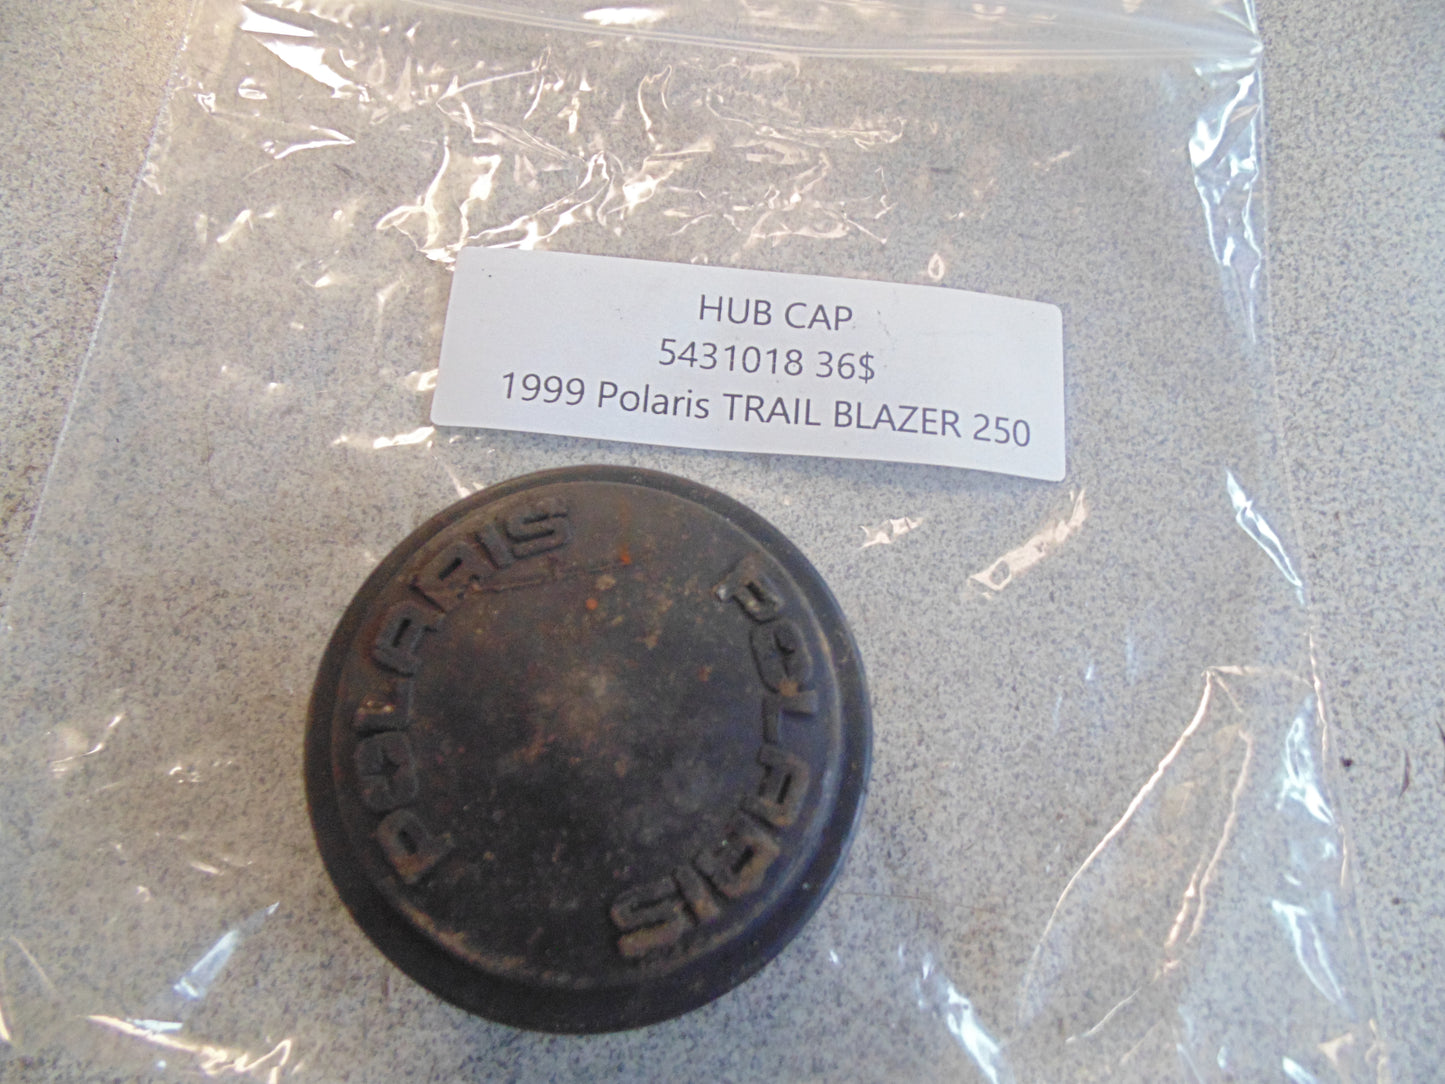 HUB CAP
5431018 36$
1999 Polaris TRAIL BLAZER 250
POLARIS
POLARIS